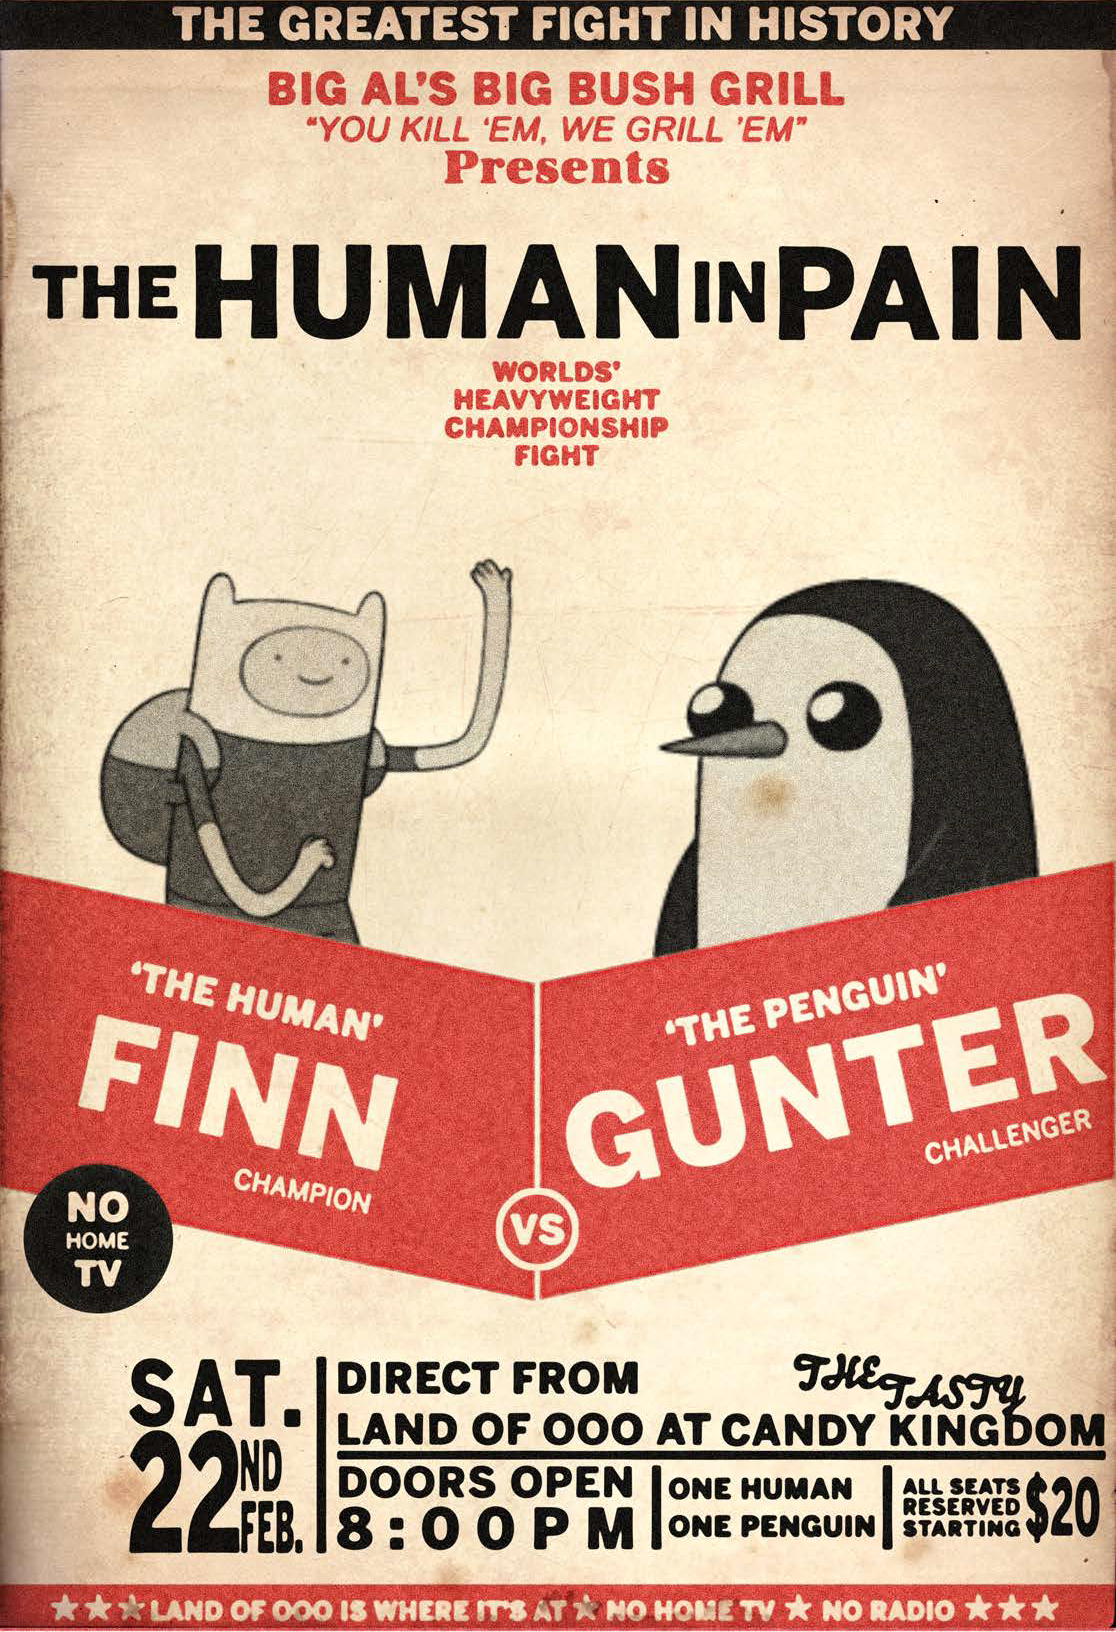 THE GREATEST FIGHT IN HISTORY
BIG AL'S BIG BUSH GRILL
"YOU KILL 'EM, WE GRILL 'EM"
Presents
THE HUMAN IN PAIN
WORLDS'
HEAVYWEIGHT
CHAMPIONSHIP
FIGHT
'THE HUMAN'
FINN
CHAMPION
'THE PENGUIN'
GUNTER
CHALLENGER
VS
NO
HOME
TV
SAT.
22ND
FEB.
DIRECT FROM
THE TASTY
LAND OF OOO AT CANDY KINGDOM
DOORS OPEN
8:00PM
ONE HUMAN
ONE PENGUIN
ALL SEATS
RESERVED
STARTING
$20
★★★LAND OF OOO IS WHERE IT'S AT★NO HOME TV★NO RADIO★★★